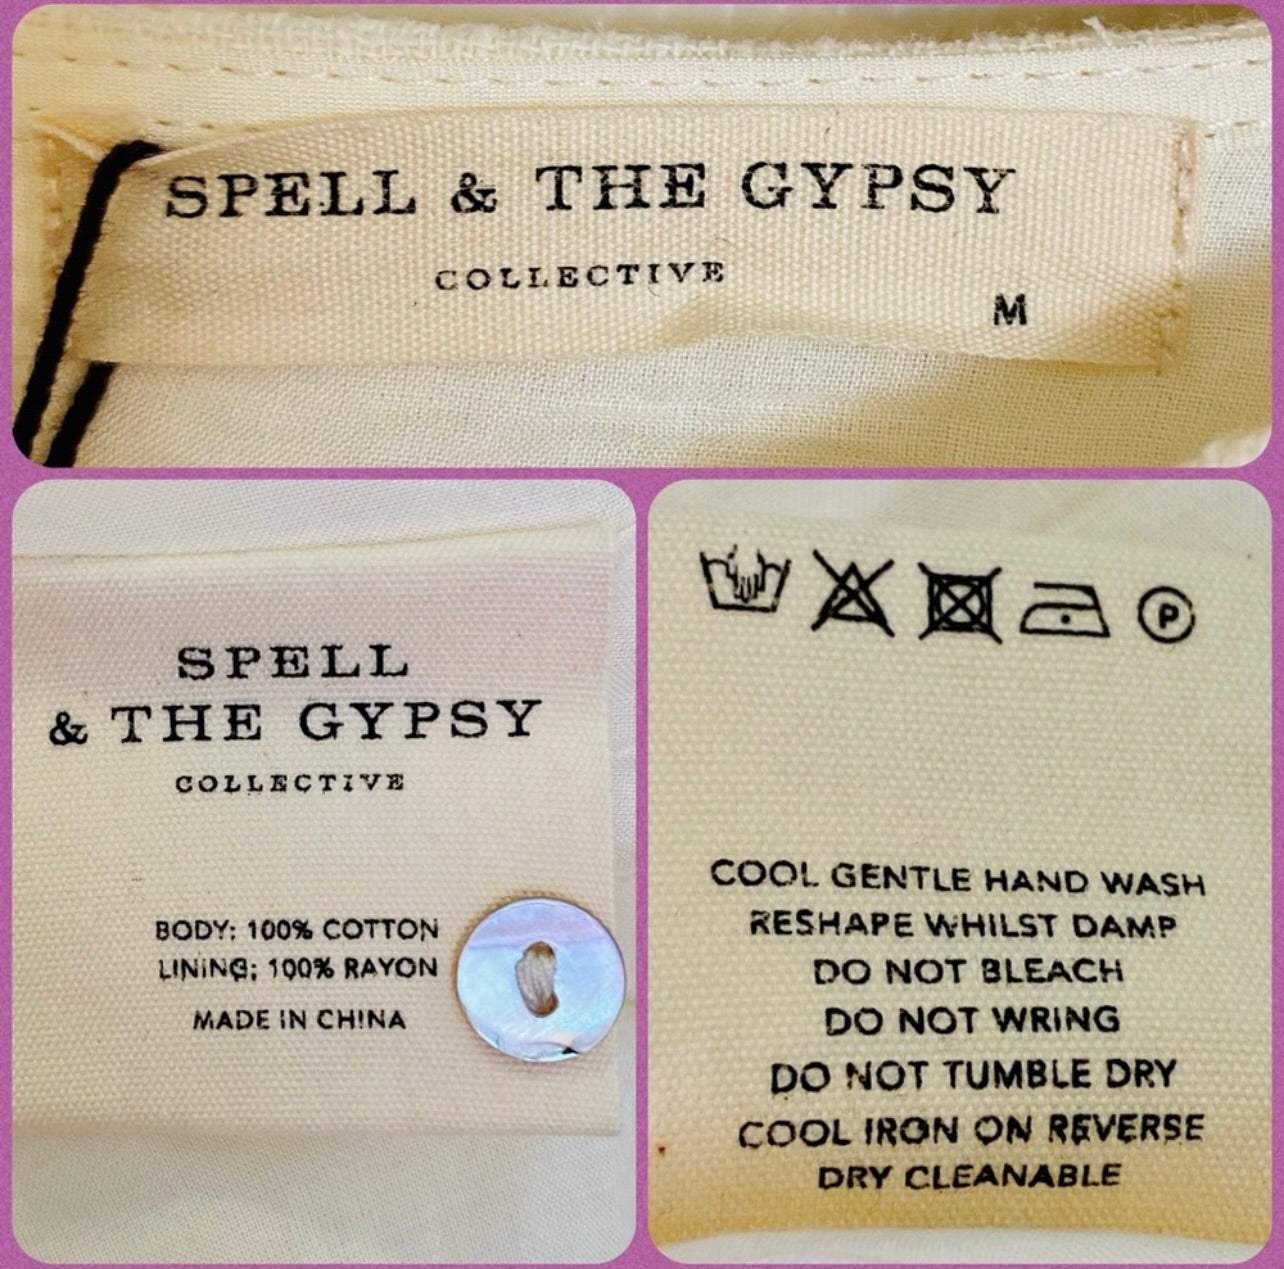 SPELL & THE GYPSY
COLLECTIVE
M
SPELL
& THE GYPSY
COLLECTIVE
BODY: 100% COTTON
LINING: 100% RAYON
MADE IN CHINA
P
COOL GENTLE HAND WASH
RESHAPE WHILST DAMP
DO NOT BLEACH
DO NOT WRING
DO NOT TUMBLE DRY
COOL IRON ON REVERSE
DRY CLEANABLE